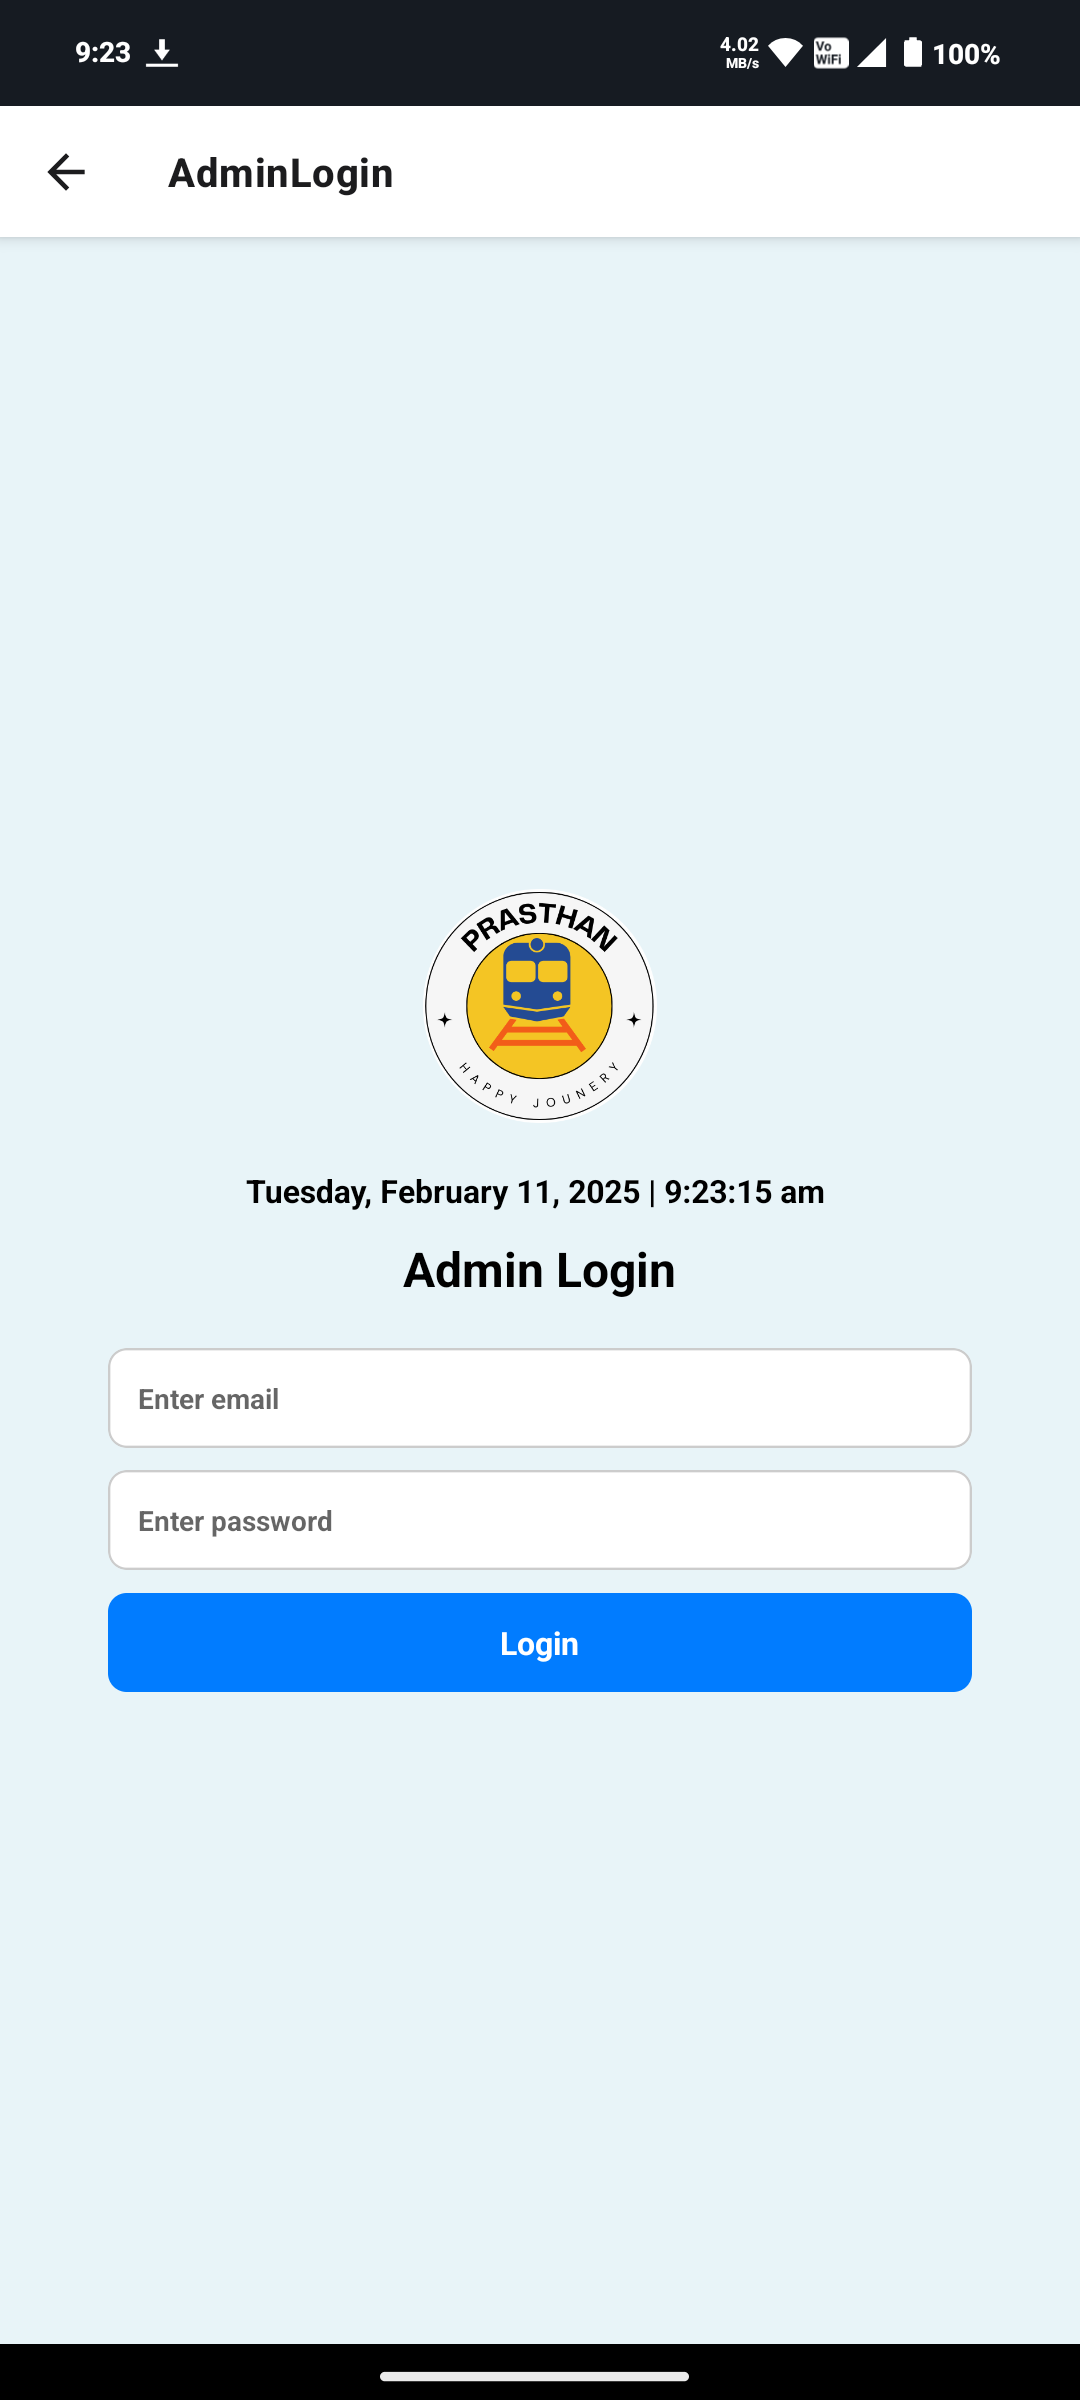 9:23
4.02
MB/s
Vo
WiFi
100%
AdminLogin
PRASTHAN
HAPPY JOUNERY
Tuesday, February 11, 2025 | 9:23:15 am
Admin Login
Enter email
Enter password
Login